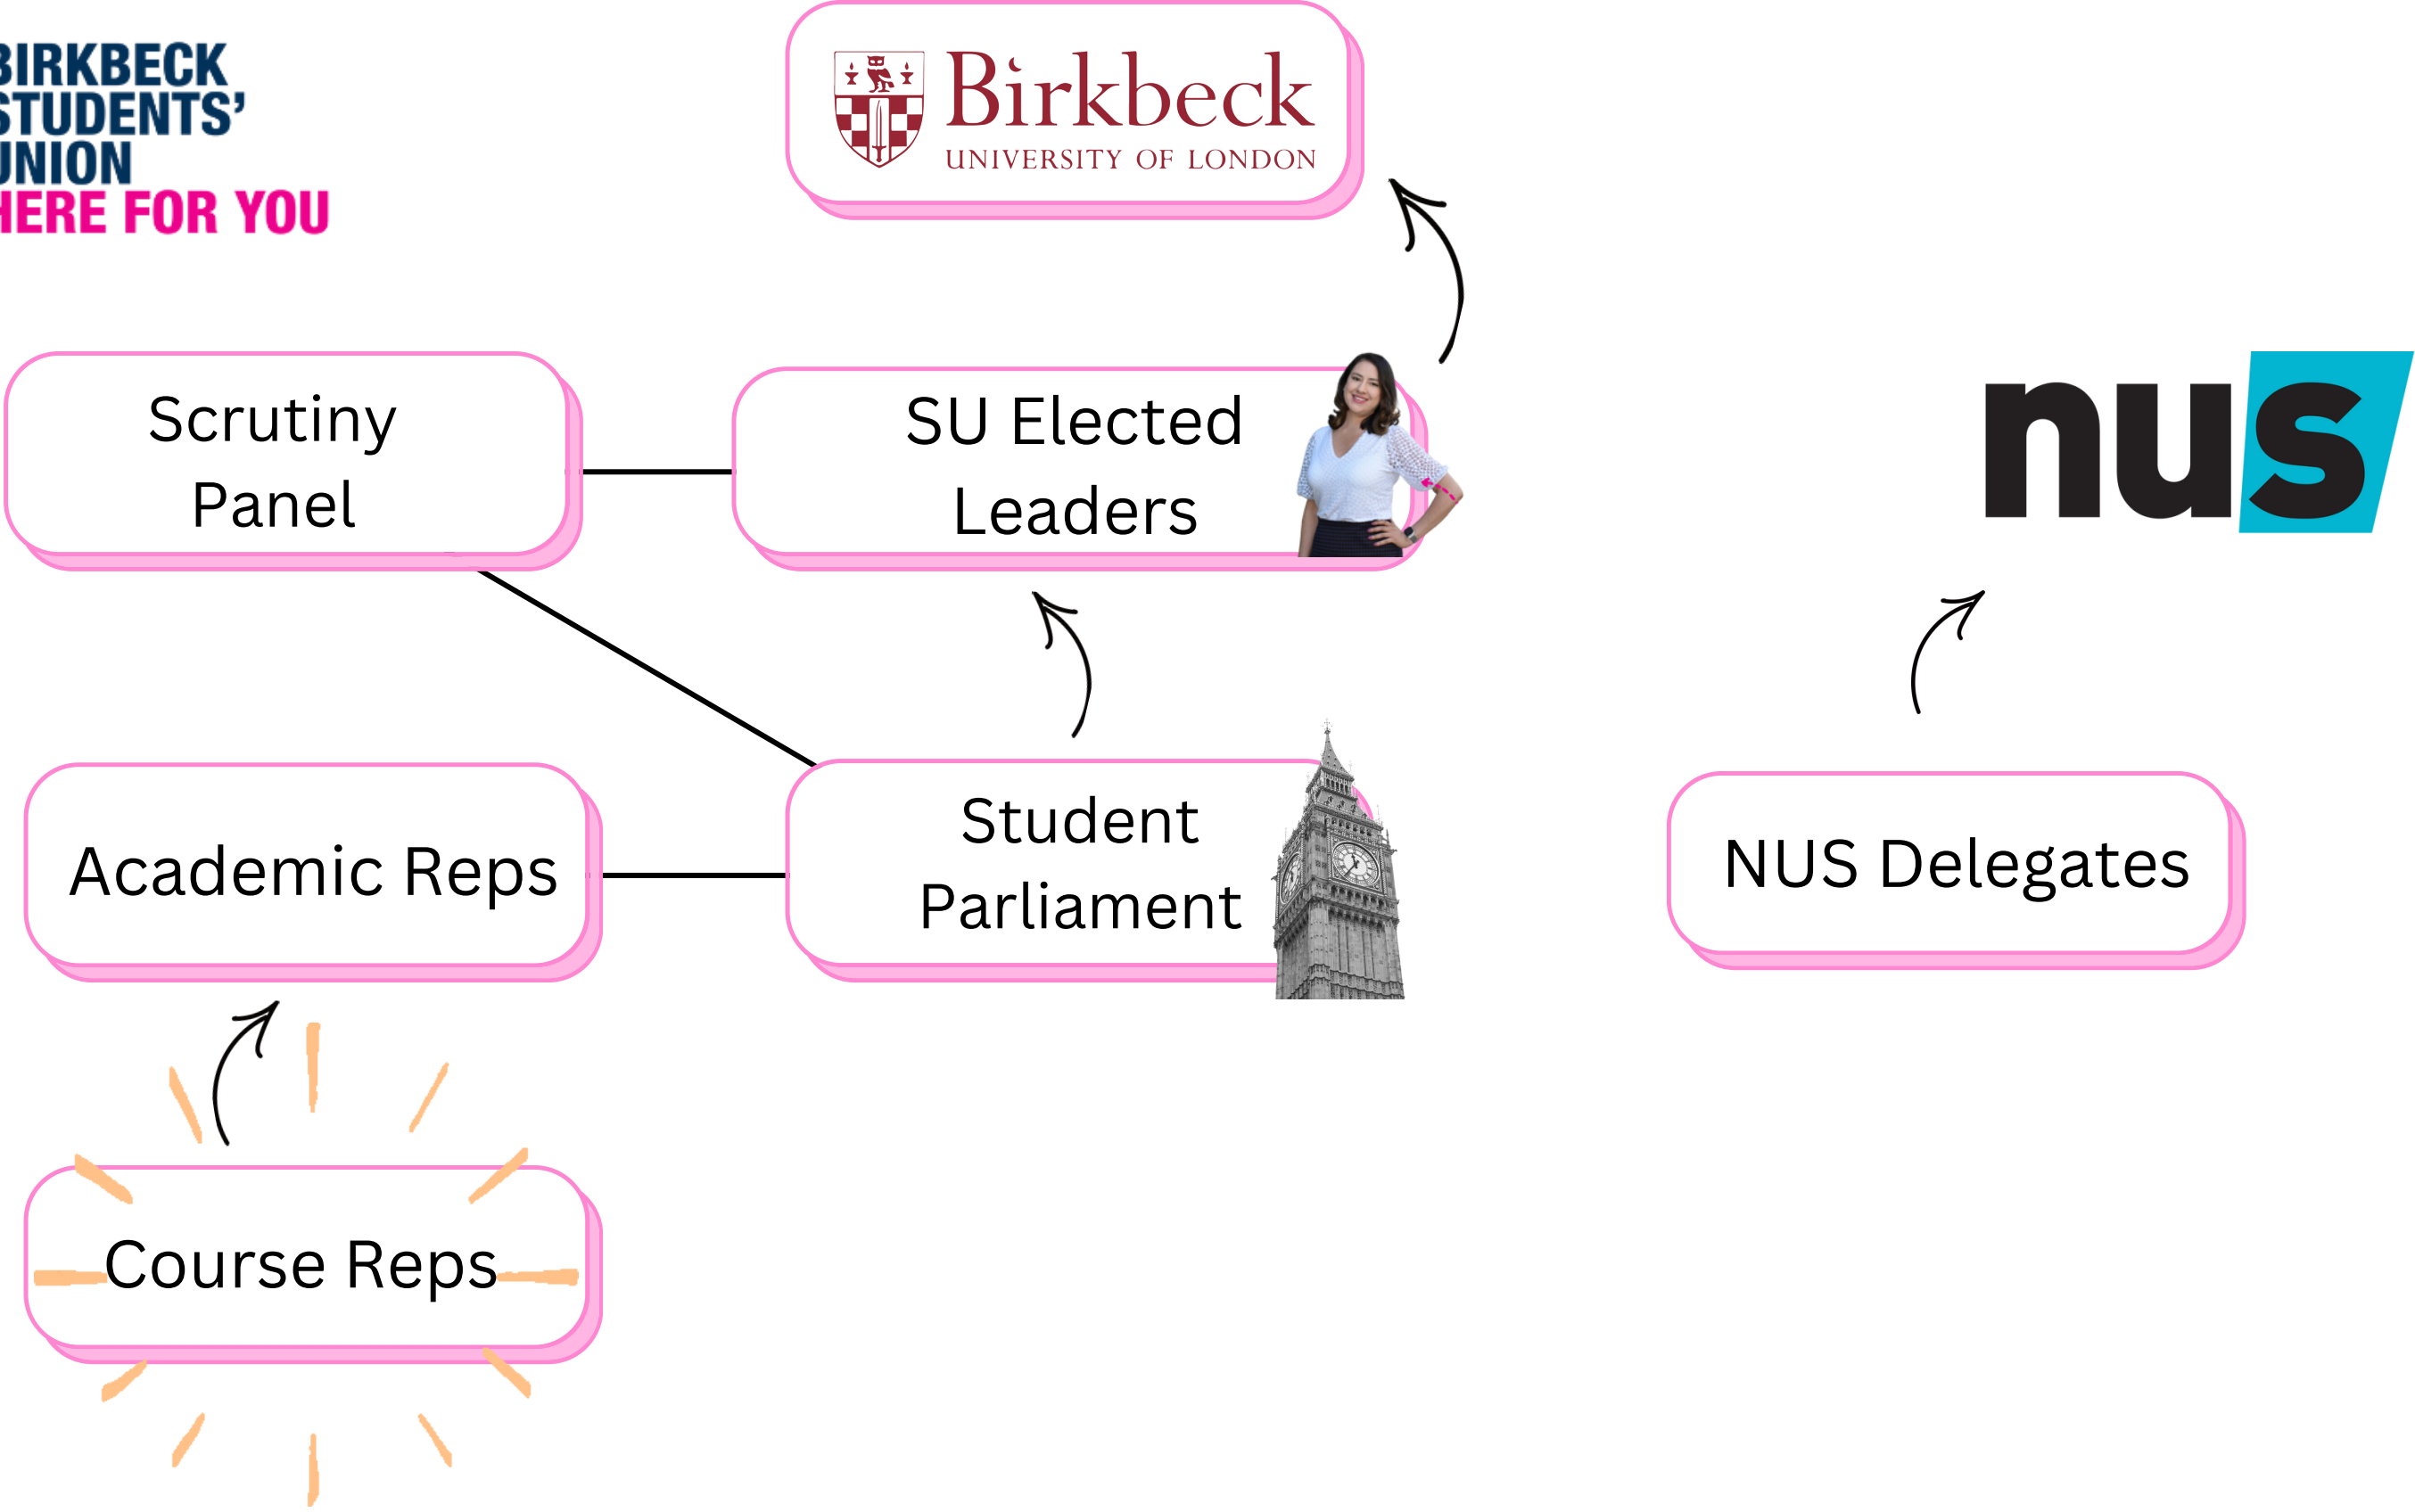 BIRKBECK
STUDENTS'
UNION
HERE FOR YOU
Birkbeck
UNIVERSITY OF LONDON
Scrutiny
Panel
SU Elected
Leaders
nus
Academic Reps
Student
Parliament
NUS Delegates
Course Reps